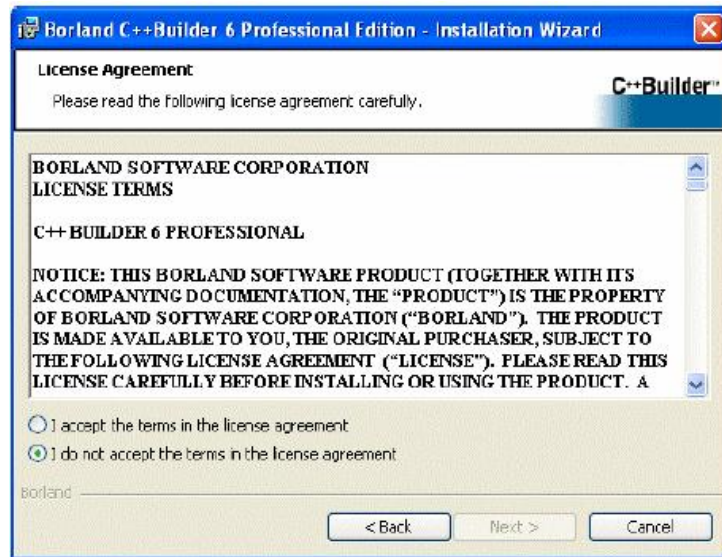 Borland C++Builder 6 Professional Edition - Installation Wizard
License Agreement
Please read the following license agreement carefully.
C++Builder™
BORLAND SOFTWARE CORPORATION
LICENSE TERMS
C++ BUILDER 6 PROFESSIONAL
NOTICE: THIS BORLAND SOFTWARE PRODUCT (TOGETHER WITH ITS
ACCOMPANYING DOCUMENTATION, THE “PRODUCT”) IS THE PROPERTY
OF BORLAND SOFTWARE CORPORATION (“BORLAND”). THE PRODUCT
IS MADE AVAILABLE TO YOU, THE ORIGINAL PURCHASER, SUBJECT TO
THE FOLLOWING LICENSE AGREEMENT (“LICENSE”). PLEASE READ THIS
LICENSE CAREFULLY BEFORE INSTALLING OR USING THE PRODUCT. A
I accept the terms in the license agreement
I do not accept the terms in the license agreement
Borland
< Back
Next >
Cancel